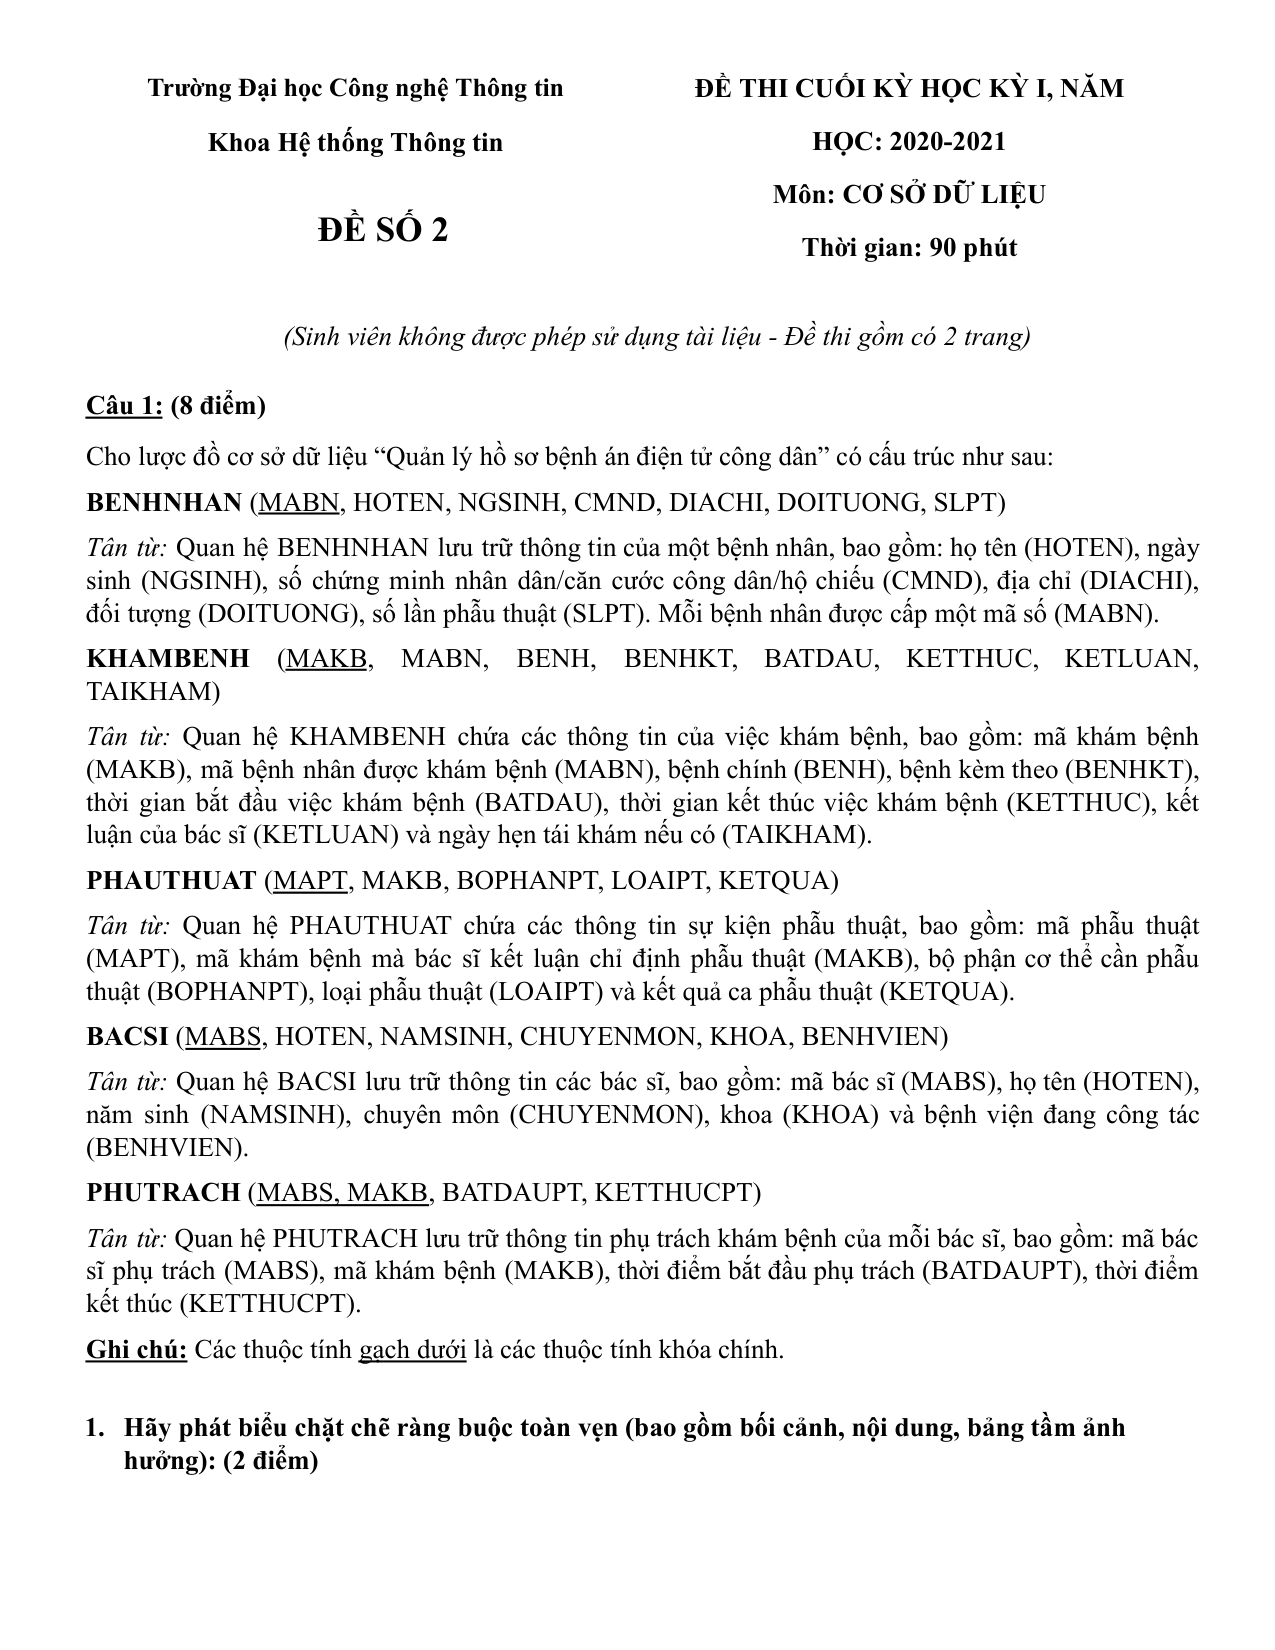 Trường Đại học Công nghệ Thông tin
Khoa Hệ thống Thông tin
ĐỀ SỐ 2
ĐỀ THI CUỐI KỲ HỌC KỲ I, NĂM
HỌC: 2020-2021
Môn: CƠ SỞ DỮ LIỆU
Thời gian: 90 phút
(Sinh viên không được phép sử dụng tài liệu - Đề thi gồm có 2 trang)
Câu 1: (8 điểm)
Cho lược đồ cơ sở dữ liệu “Quản lý hồ sơ bệnh án điện tử công dân” có cấu trúc như sau:
BENHNHAN (MABN, HOTEN, NGSINH, CMND, DIACHI, DOITUONG, SLPT)
Tân từ: Quan hệ BENHNHAN lưu trữ thông tin của một bệnh nhân, bao gồm: họ tên (HOTEN), ngày
sinh (NGSINH), số chứng minh nhân dân/căn cước công dân/hộ chiếu (CMND), địa chỉ (DIACHI),
đối tượng (DOITUONG), số lần phẫu thuật (SLPT). Mỗi bệnh nhân được cấp một mã số (MABN).
KHAMBENH (MAKB, MABN, BENH, BENHKT, BATDAU, KETTHUC, KETLUAN,
TAIKHAM)
Tân từ: Quan hệ KHAMBENH chứa các thông tin của việc khám bệnh, bao gồm: mã khám bệnh
(MAKB), mã bệnh nhân được khám bệnh (MABN), bệnh chính (BENH), bệnh kèm theo (BENHKT),
thời gian bắt đầu việc khám bệnh (BATDAU), thời gian kết thúc việc khám bệnh (KETTHUC), kết
luận của bác sĩ (KETLUAN) và ngày hẹn tái khám nếu có (TAIKHAM).
PHAUTHUAT (MAPT, MAKB, BOPHANPT, LOAIPT, KETQUA)
Tân từ: Quan hệ PHAUTHUAT chứa các thông tin sự kiện phẫu thuật, bao gồm: mã phẫu thuật
(MAPT), mã khám bệnh mà bác sĩ kết luận chỉ định phẫu thuật (MAKB), bộ phận cơ thể cần phẫu
thuật (BOPHANPT), loại phẫu thuật (LOAIPT) và kết quả ca phẫu thuật (KETQUA).
BACSI (MABS, HOTEN, NAMSINH, CHUYENMON, KHOA, BENHVIEN)
Tân từ: Quan hệ BACSI lưu trữ thông tin các bác sĩ, bao gồm: mã bác sĩ (MABS), họ tên (HOTEN),
năm sinh (NAMSINH), chuyên môn (CHUYENMON), khoa (KHOA) và bệnh viện đang công tác
(BENHVIEN).
PHUTRACH (MABS, MAKB, BATDAUPT, KETTHUCPT)
Tân từ: Quan hệ PHUTRACH lưu trữ thông tin phụ trách khám bệnh của mỗi bác sĩ, bao gồm: mã bác
sĩ phụ trách (MABS), mã khám bệnh (MAKB), thời điểm bắt đầu phụ trách (BATDAUPT), thời điểm
kết thúc (KETTHUCPT).
Ghi chú: Các thuộc tính gạch dưới là các thuộc tính khóa chính.
1. Hãy phát biểu chặt chẽ ràng buộc toàn vẹn (bao gồm bối cảnh, nội dung, bảng tầm ảnh
hưởng): (2 điểm)